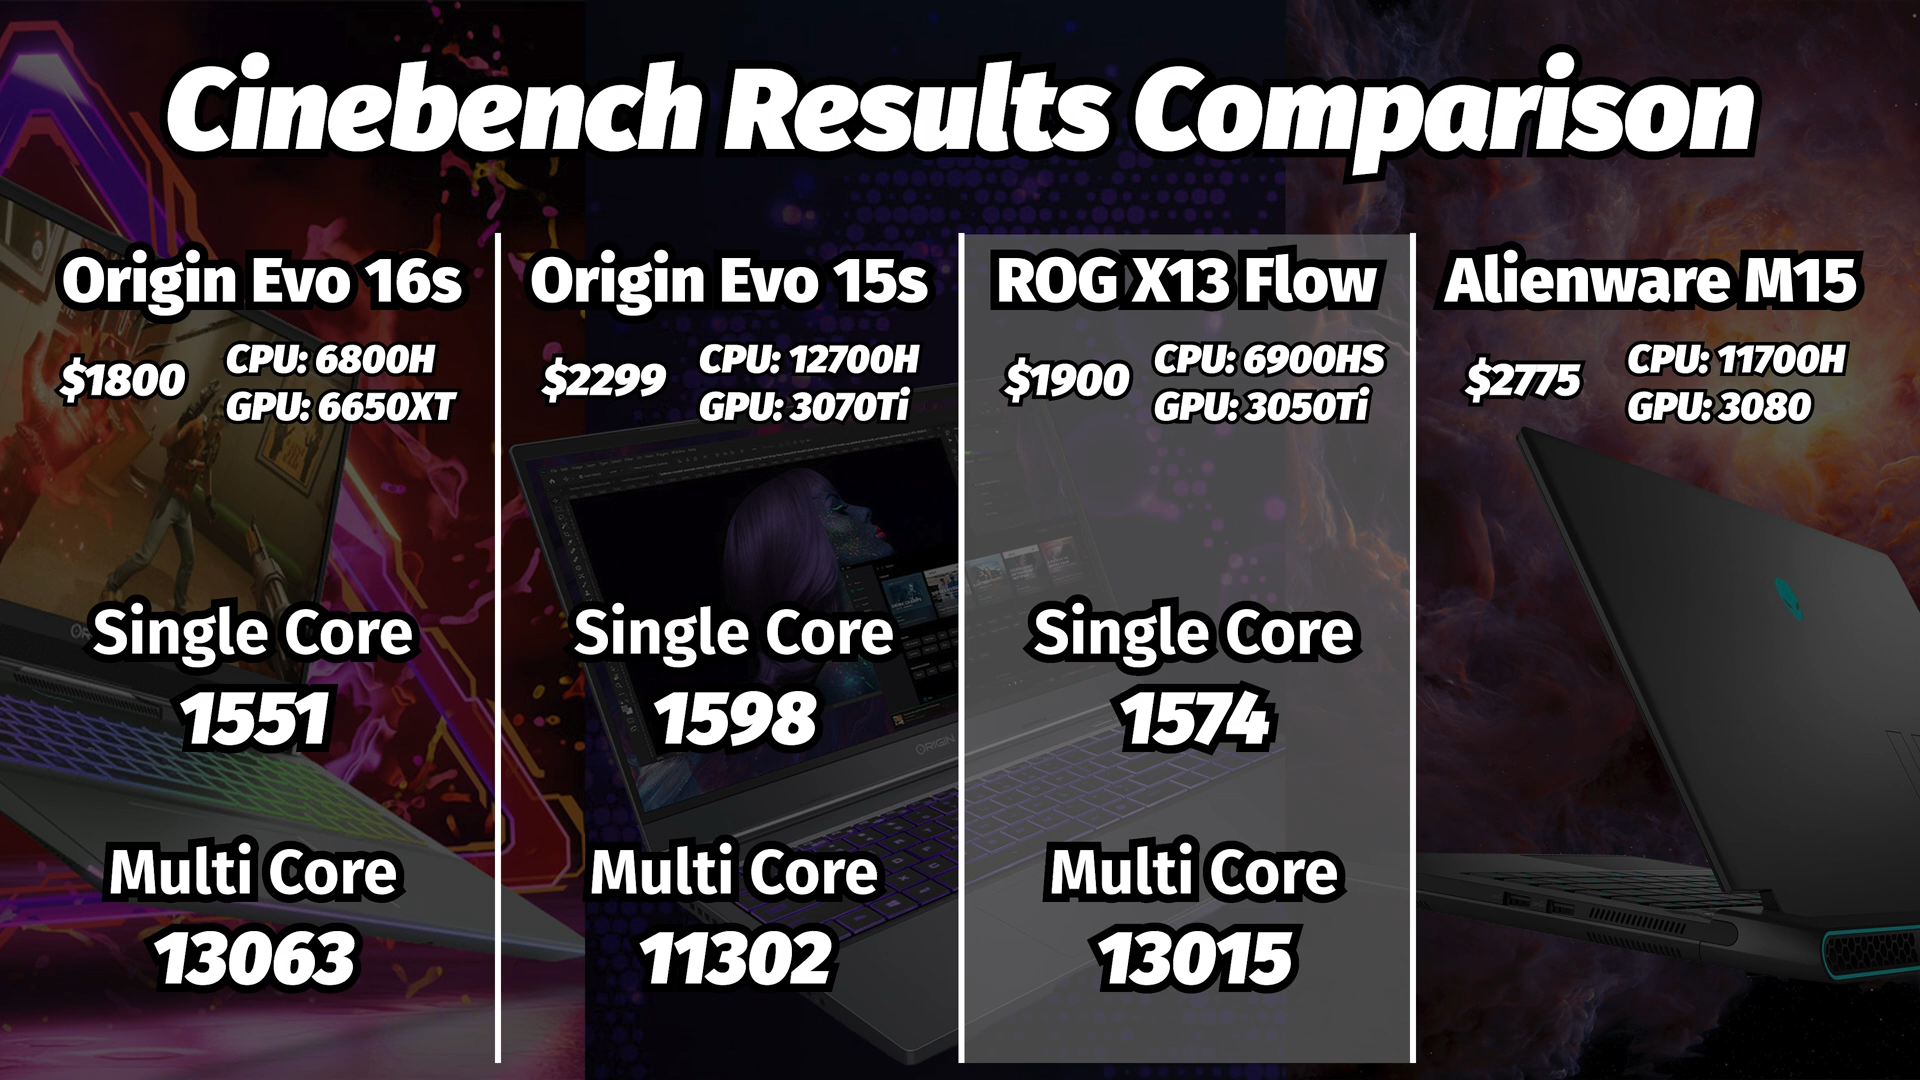 Cinebench Results Comparison
Origin Evo 16s
$1800
CPU: 6800H
GPU: 6650XT
Single Core
1551
Multi Core
13063
Origin Evo 15s
$2299
CPU: 12700H
GPU: 3070Ti
Single Core
1598
Multi Core
11302
ORIGIN
ROG X13 Flow
$1900
CPU: 6900HS
GPU: 3050Ti
Single Core
1574
Multi Core
13015
Alienware M15
$2775
CPU: 11700H
GPU: 3080